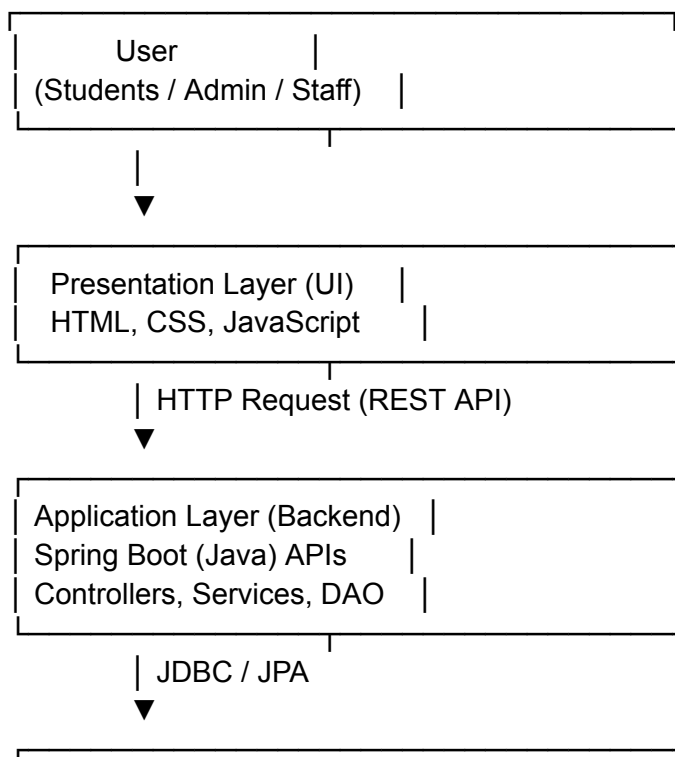 User
(Students / Admin / Staff)
Presentation Layer (UI)
HTML, CSS, JavaScript
HTTP Request (REST API)
Application Layer (Backend)
Spring Boot (Java) APIs
Controllers, Services, DAO
JDBC / JPA